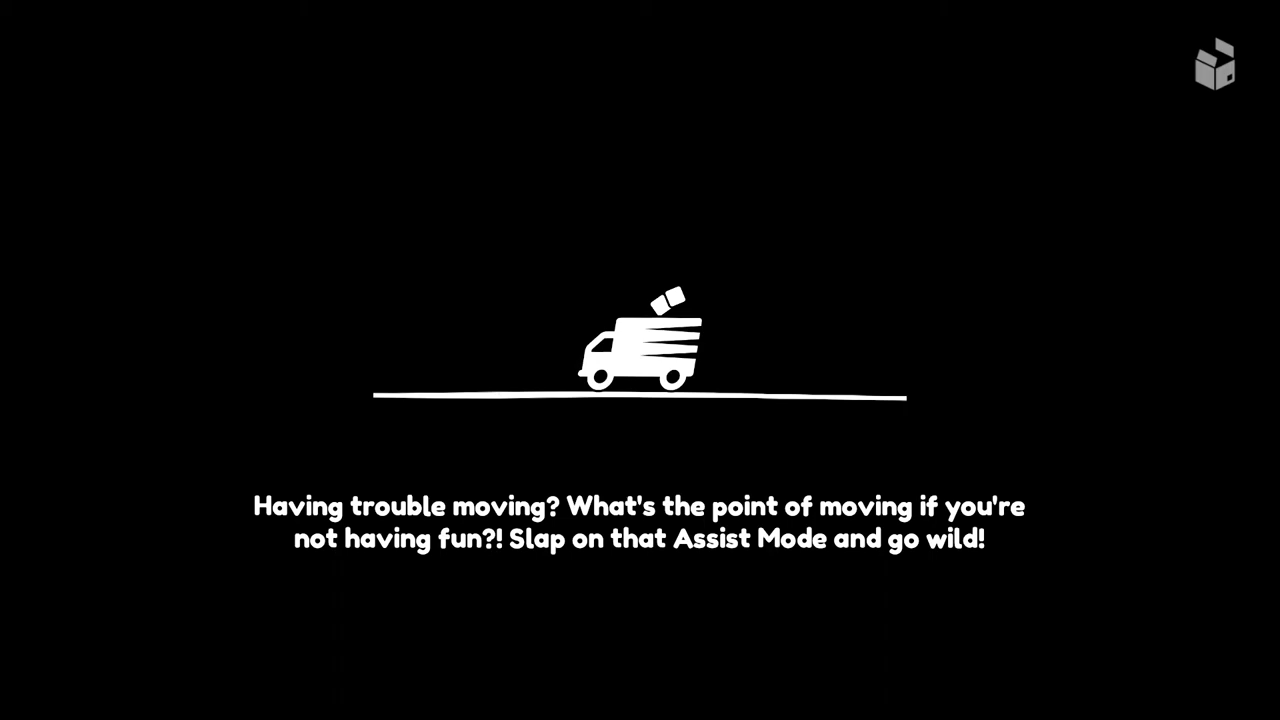 Having trouble moving? What's the point of moving if you're
not having fun?! Slap on that Assist Mode and go wild!